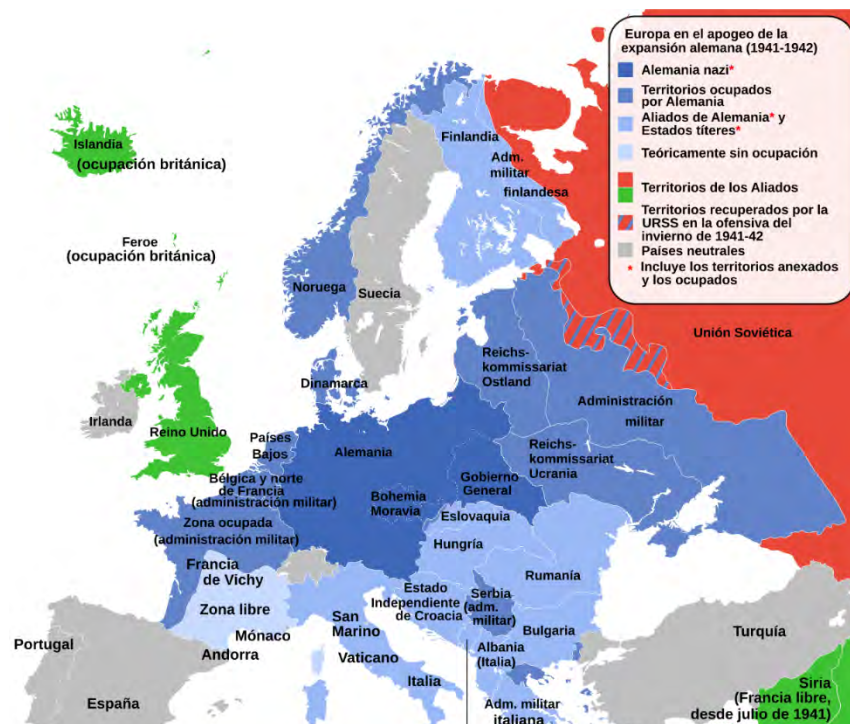 Europa en el apogeo de la
expansión alemana (1941-1942)
Alemania nazi*
Territorios ocupados
por Alemania
Aliados de Alemania* y
Estados títeres*
Teóricamente sin ocupación
Territorios de los Aliados
Territorios recuperados por la
URSS en la ofensiva del
invierno de 1941-42
Países neutrales
* Incluye los territorios anexados
y los ocupados
Islandia
(ocupación británica)
Feroe
(ocupación británica)
Finlandia
Adm.
militar
finlandesa
Noruega
Suecia
Unión Soviética
Dinamarca
Reichs-
kommissariat
Ostland
Administración
militar
Irlanda
Reino Unido
Países
Bajos
Alemania
Reichs-
kommissariat
Ucrania
Bélgica y norte
de Francia
(administración militar)
Gobierno
General
Bohemia
Moravia
Zona ocupada
(administración militar)
Eslovaquia
Hungría
Francia
de Vichy
Rumanía
Zona libre
Estado
Independiente
de Croacia
Serbia
(adm.
militar)
San
Marino
Mónaco
Portugal
Andorra
Vaticano
Bulgaria
Turquía
Albania
(Italia)
Italia
España
Siria
(Francia libre,
desde julio de 1941)
Adm. militar
italiana